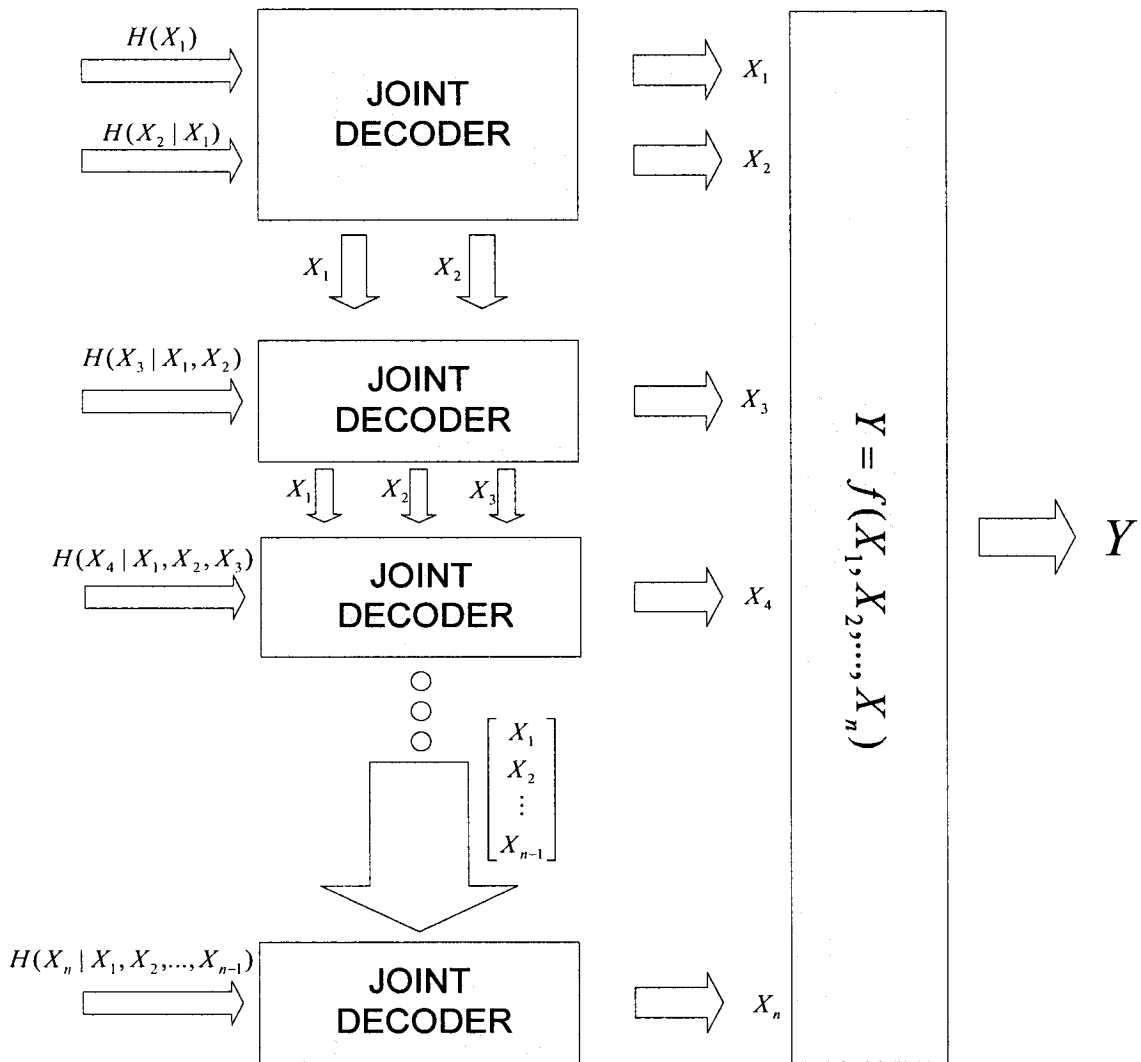 H(X₁)
JOINT
DECODER
X₁
H(X₂ | X₁)
X₂
X₁
X₂
H(X₃ | X₁, X₂)
JOINT
DECODER
X₃
X₁
X₂
X₃
H(X₄ | X₁, X₂, X₃)
JOINT
DECODER
X₄
X₁
X₂
⋮
Xₙ₋₁
H(Xₙ | X₁, X₂,..., Xₙ₋₁)
JOINT
DECODER
Xₙ
Y = f(X₁, X₂,..., Xₙ)
Y